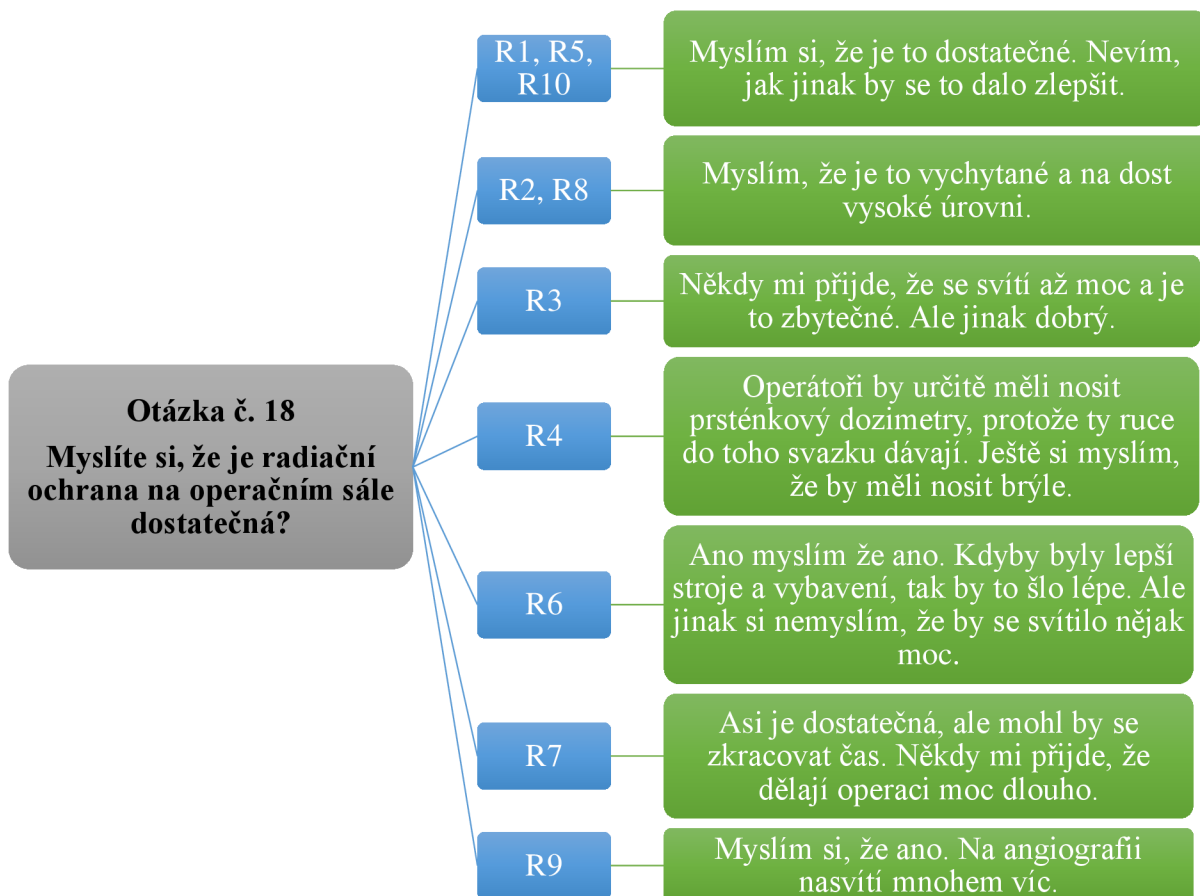 Otázka č. 18
Myslíte si, že je radiační
ochrana na operačním sále
dostatečná?
R1, R5,
R10
Myslím si, že je to dostatečné. Nevím,
jak jinak by se to dalo zlepšit.
R2, R8
Myslím, že je to vychytané a na dost
vysoké úrovni.
R3
Někdy mi přijde, že se svítí až moc a je
to zbytečné. Ale jinak dobrý.
R4
Operátoři by určitě měli nosit
prsténkový dozimetry, protože ty ruce
do toho svazku dávají. Ještě si myslím,
že by měli nosit brýle.
R6
Ano myslím že ano. Kdyby byly lepší
stroje a vybavení, tak by to šlo lépe. Ale
jinak si nemyslím, že by se svítilo nějak
moc.
R7
Asi je dostatečná, ale mohl by se
zkracovat čas. Někdy mi přijde, že
dělají operaci moc dlouho.
R9
Myslím si, že ano. Na angiografii
nasvítí mnohem víc.